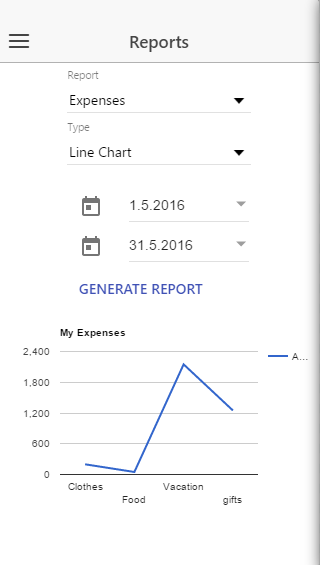 Reports
Report
Expenses
Type
Line Chart
1.5.2016
31.5.2016
GENERATE REPORT
My Expenses
2,400
A...
1,800
1,200
600
0
Clothes
Vacation
Food
gifts